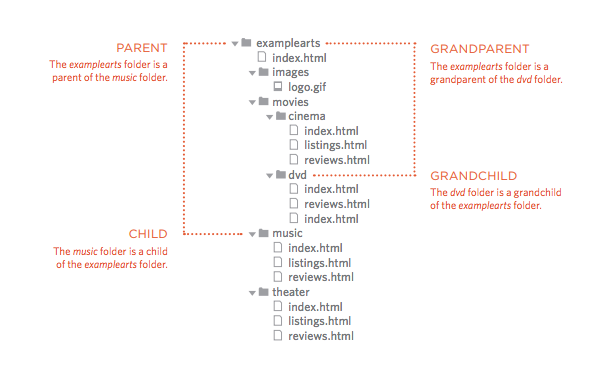 PARENT
The examplearts folder is a
parent of the music folder.
CHILD
The music folder is a child
of the examplearts folder.
examplearts
index.html
images
logo.gif
movies
cinema
index.html
listings.html
reviews.html
dvd
index.html
reviews.html
index.html
music
index.html
listings.html
reviews.html
theater
index.html
listings.html
reviews.html
GRANDPARENT
The examplearts folder is a
grandparent of the dvd folder.
GRANDCHILD
The dvd folder is a grandchild
of the examplearts folder.